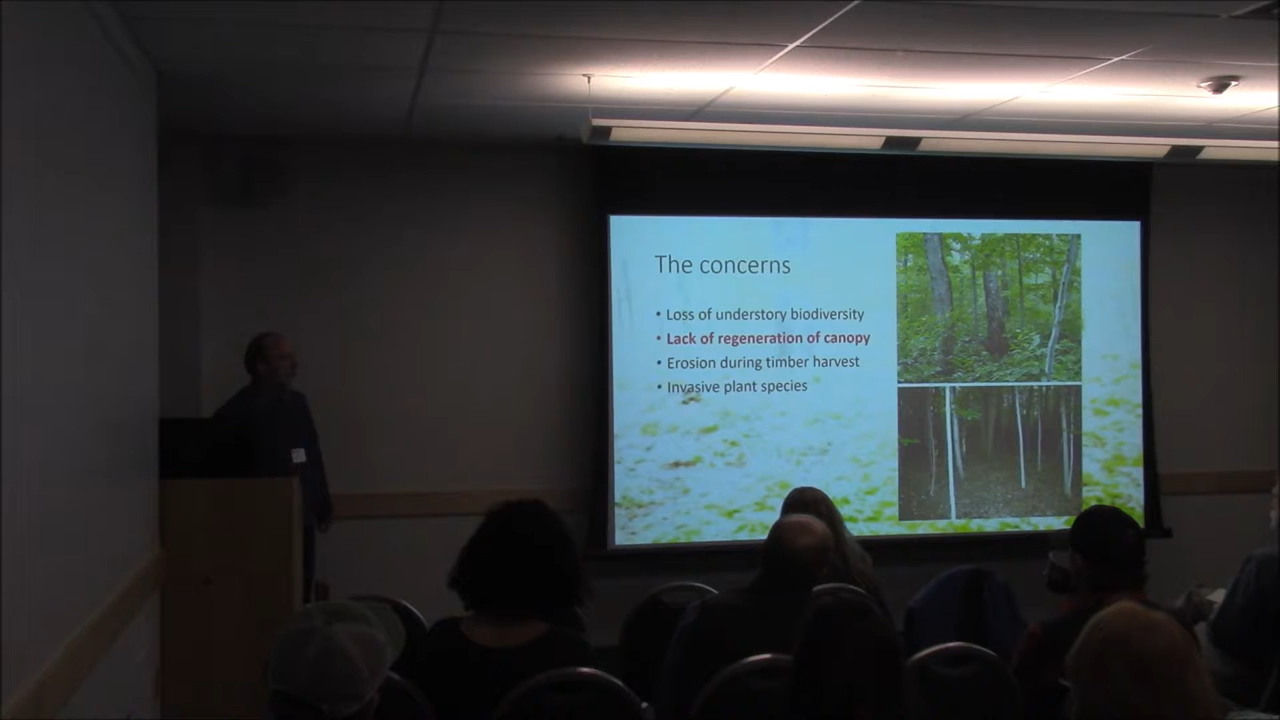 The concerns
• Loss of understory biodiversity
• Lack of regeneration of canopy
• Erosion during timber harvest
• Invasive plant species